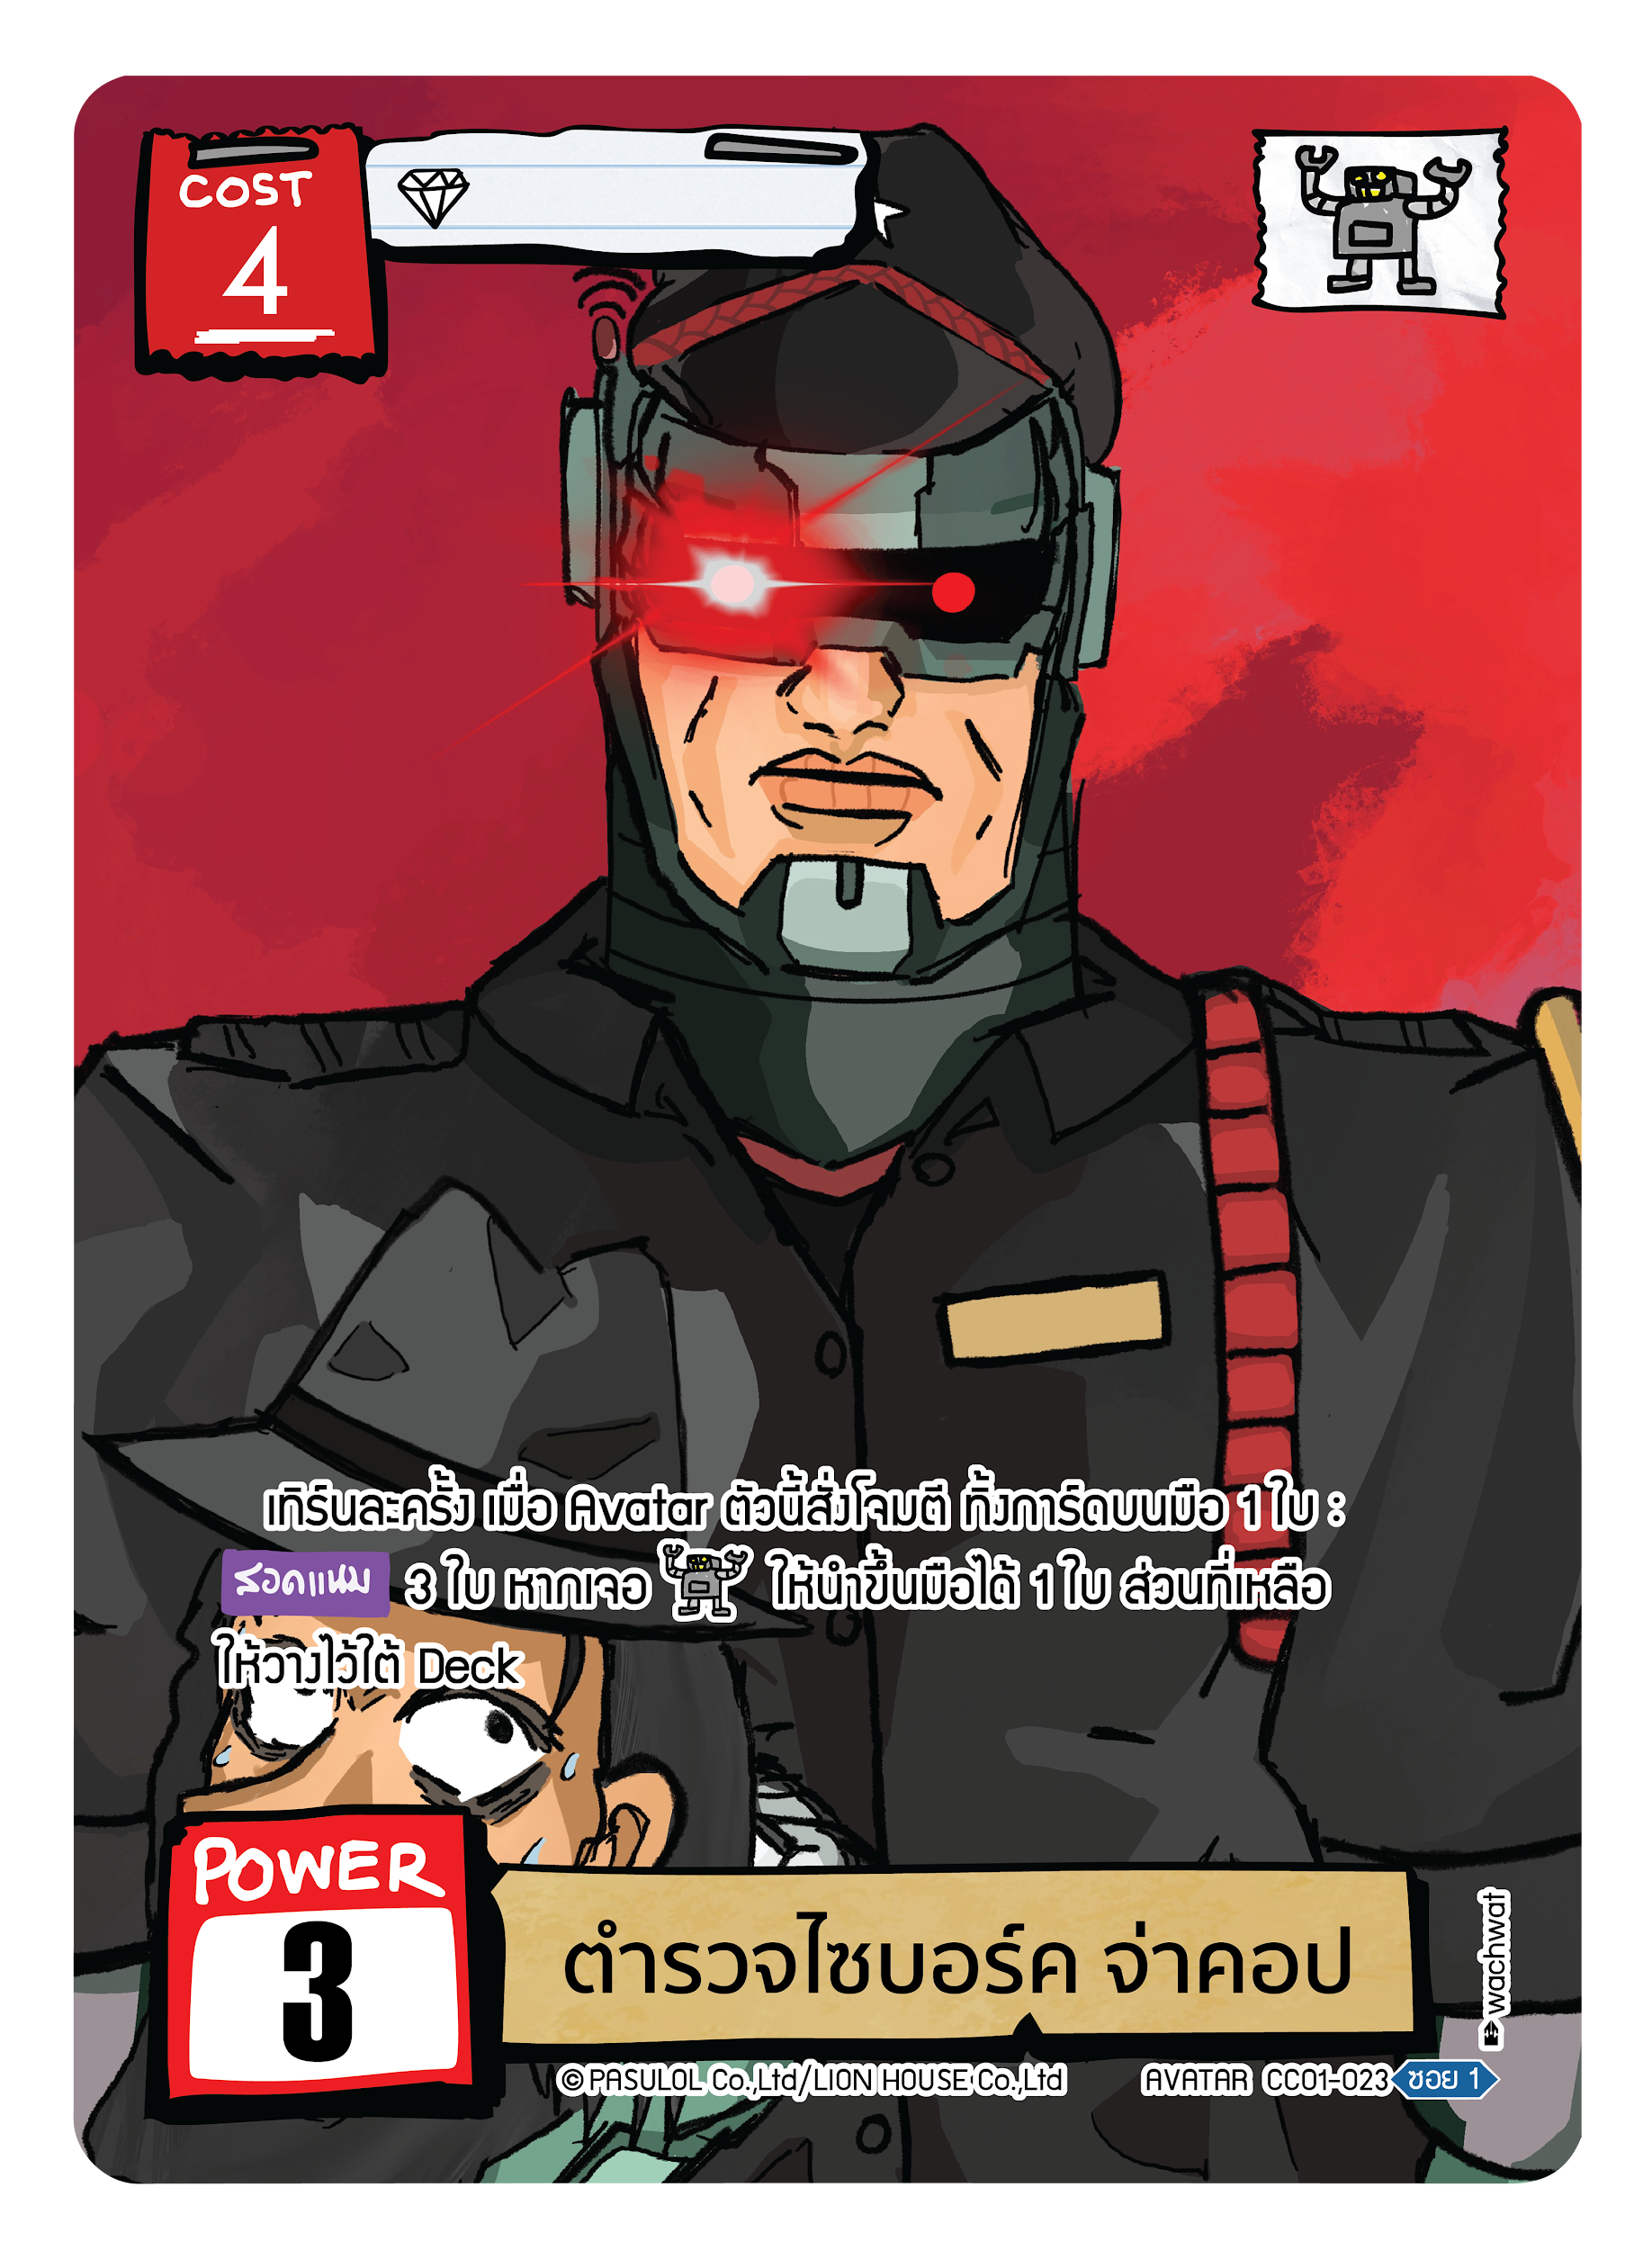 COST
4
เทิร์นละครั้ง เมื่อ Avatar ตัวนี้สั่งโจมตี ทิ้งการ์ดบนมือ 1 ใบ :
สอดแนม 3 ใบ หากเจอ ให้นำขึ้นมือได้ 1 ใบ ส่วนที่เหลือ
ให้วางไว้ใต้ Deck
POWER
3
ตำรวจไซบอร์ค จ่าคอป
wachwat
© PASULOL Co.,Ltd/LION HOUSE Co.,Ltd AVATAR CC01-023 ซอย 1